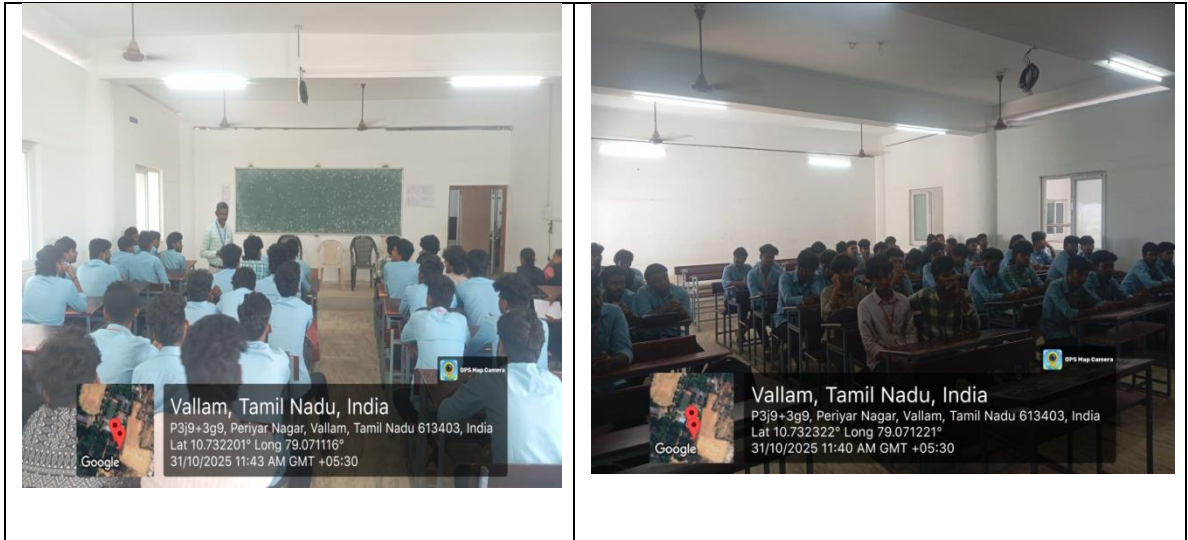 GPS Map Camera
Vallam, Tamil Nadu, India
P3j9+3g9, Periyar Nagar, Vallam, Tamil Nadu 613403, India
Lat 10.732201° Long 79.071116°
31/10/2025 11:43 AM GMT +05:30
Google
GPS Map Camera
Vallam, Tamil Nadu, India
P3j9+3g9, Periyar Nagar, Vallam, Tamil Nadu 613403, India
Lat 10.732322° Long 79.071221°
31/10/2025 11:40 AM GMT +05:30
Google